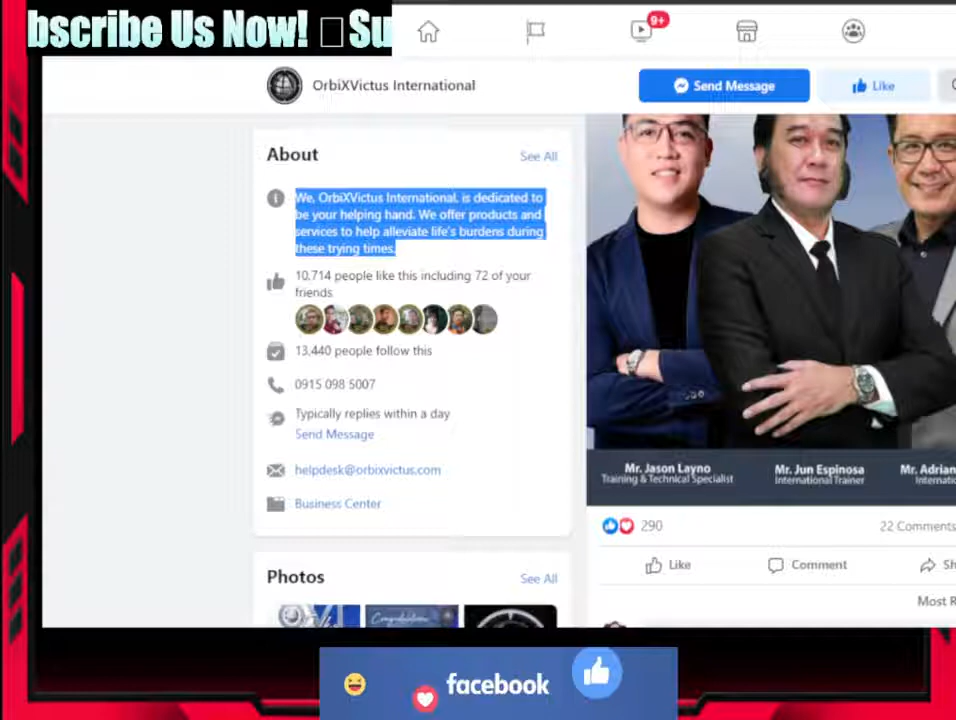 bscribe Us Now! Su
9+
OrbiXVictus International
Send Message
Like
About
See All
We, OrbiXVictus International, is dedicated to
be your helping hand. We offer products and
services to help alleviate life's burdens during
these trying times.
10,714 people like this including 72 of your
friends
13,440 people follow this
0915 098 5007
Typically replies within a day
Send Message
helpdesk@orbixvictus.com
Business Center
Photos
See All
Congratulations
Mr. Jason Layno
Training & Technical Specialist
Mr. Jun Espinosa
International Trainer
Mr. Adrian
Internatio
290
22 Comments
Like
Comment
Sh
Most R
facebook